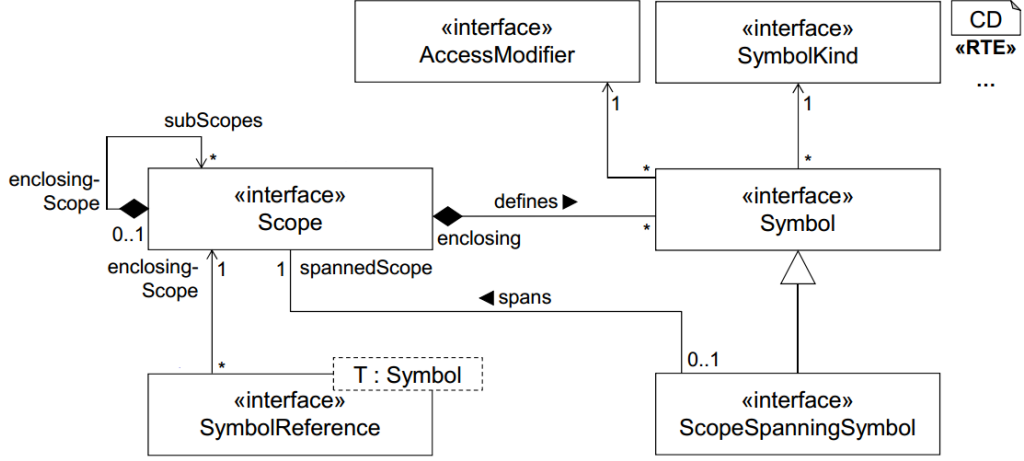 «interface»
AccessModifier
«interface»
SymbolKind
CD
«RTE»
...
1
1
subScopes
*
enclosing-
Scope
0..1
«interface»
Scope
defines ▶
enclosing
*
*
*
«interface»
Symbol
enclosing-
Scope
1
1
spannedScope
◀ spans
*
0..1
T : Symbol
«interface»
SymbolReference
«interface»
ScopeSpanningSymbol